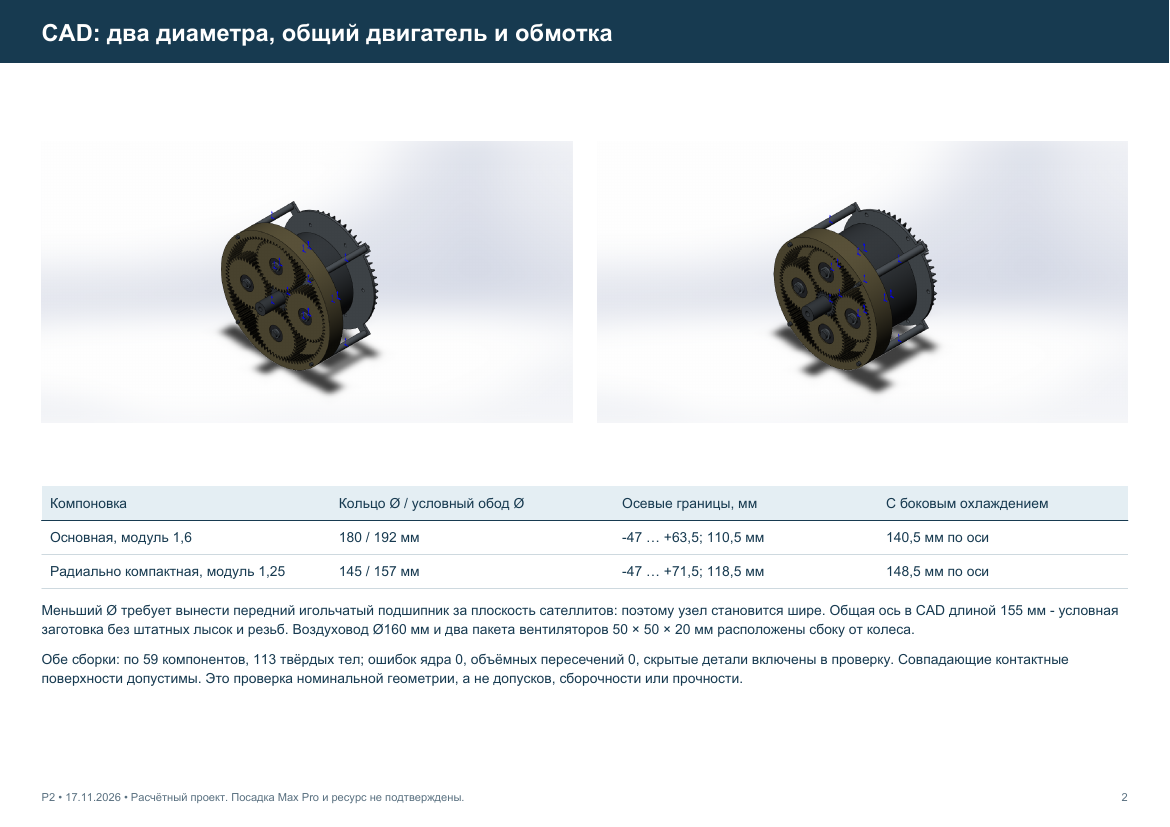 CAD: два диаметра, общий двигатель и обмотка
Компоновка Кольцо Ø / условный обод Ø Осевые границы, мм С боковым охлаждением
Основная, модуль 1,6 180 / 192 мм -47 … +63,5; 110,5 мм 140,5 мм по оси
Радиально компактная, модуль 1,25 145 / 157 мм -47 … +71,5; 118,5 мм 148,5 мм по оси
Меньший Ø требует вынести передний игольчатый подшипник за плоскость сателлитов: поэтому узел становится шире. Общая ось в CAD длиной 155 мм - условная
заготовка без штатных лысок и резьб. Воздуховод Ø160 мм и два пакета вентиляторов 50 × 50 × 20 мм расположены сбоку от колеса.
Обе сборки: по 59 компонентов, 113 твёрдых тел; ошибок ядра 0, объёмных пересечений 0, скрытые детали включены в проверку. Совпадающие контактные
поверхности допустимы. Это проверка номинальной геометрии, а не допусков, сборочности или прочности.
P2 • 17.11.2026 • Расчётный проект. Посадка Max Pro и ресурс не подтверждены. 2